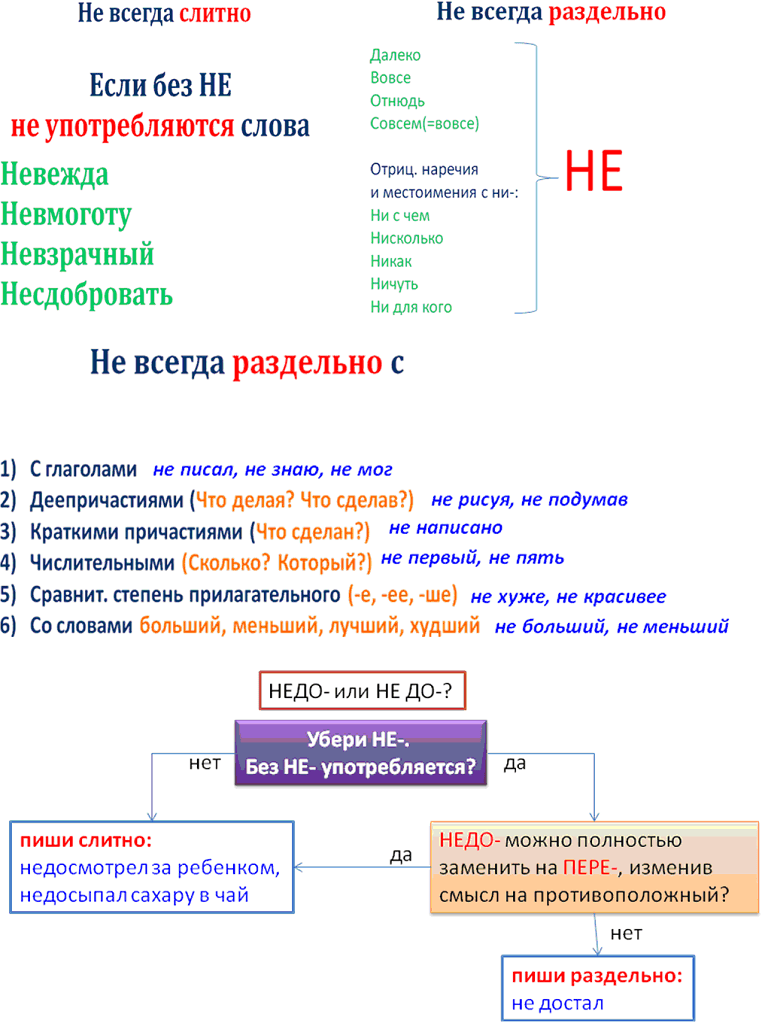 Не всегда слитно
Если без НЕ
не употребляются слова
Невежда
Невмоготу
Невзрачный
Несдобровать
Не всегда раздельно
Далеко
Вовсе
Отнюдь
Совсем(=вовсе)
Отриц. наречия
и местоимения с ни-:
Ни с чем
Нисколько
Никак
Ничуть
Ни для кого
НЕ
Не всегда раздельно с
1) С глаголами не писал, не знаю, не мог
2) Деепричастиями (Что делая? Что сделав?) не рисуя, не подумав
3) Краткими причастиями (Что сделан?) не написано
4) Числительными (Сколько? Который?) не первый, не пять
5) Сравнит. степень прилагательного (-е, -ее, -ше) не хуже, не красивее
6) Со словами больший, меньший, лучший, худший не больший, не меньший
НЕДО- или НЕ ДО-?
Убери НЕ-.
Без НЕ- употребляется?
нет
да
пиши слитно:
недосмотрел за ребенком,
недосыпал сахару в чай
да
НЕДО- можно полностью
заменить на ПЕРЕ-, изменив
смысл на противоположный?
нет
пиши раздельно:
не достал